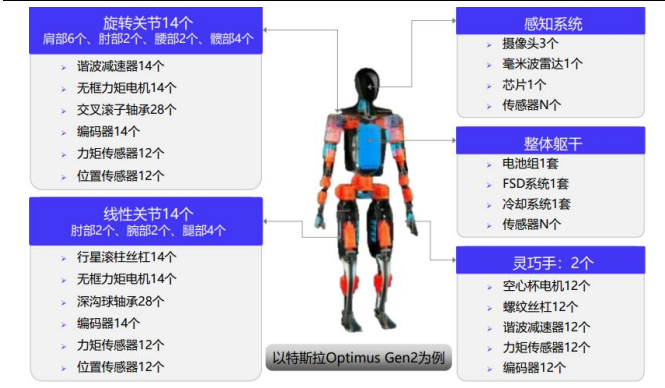 旋转关节14个
肩部6个、肘部2个、腰部2个、髋部4个
谐波减速器14个
无框力矩电机14个
交叉滚子轴承28个
编码器14个
力矩传感器12个
位置传感器12个
线性关节14个
肘部2个、腕部2个、腿部4个
行星滚柱丝杠14个
无框力矩电机14个
深沟球轴承28个
编码器14个
力矩传感器12个
位置传感器12个
以特斯拉Optimus Gen2为例
感知系统
摄像头3个
毫米波雷达1个
芯片1个
传感器N个
整体躯干
电池组1套
FSD系统1套
冷却系统1套
传感器N个
灵巧手：2个
空心杯电机12个
螺纹丝杠12个
谐波减速器12个
力矩传感器12个
编码器12个